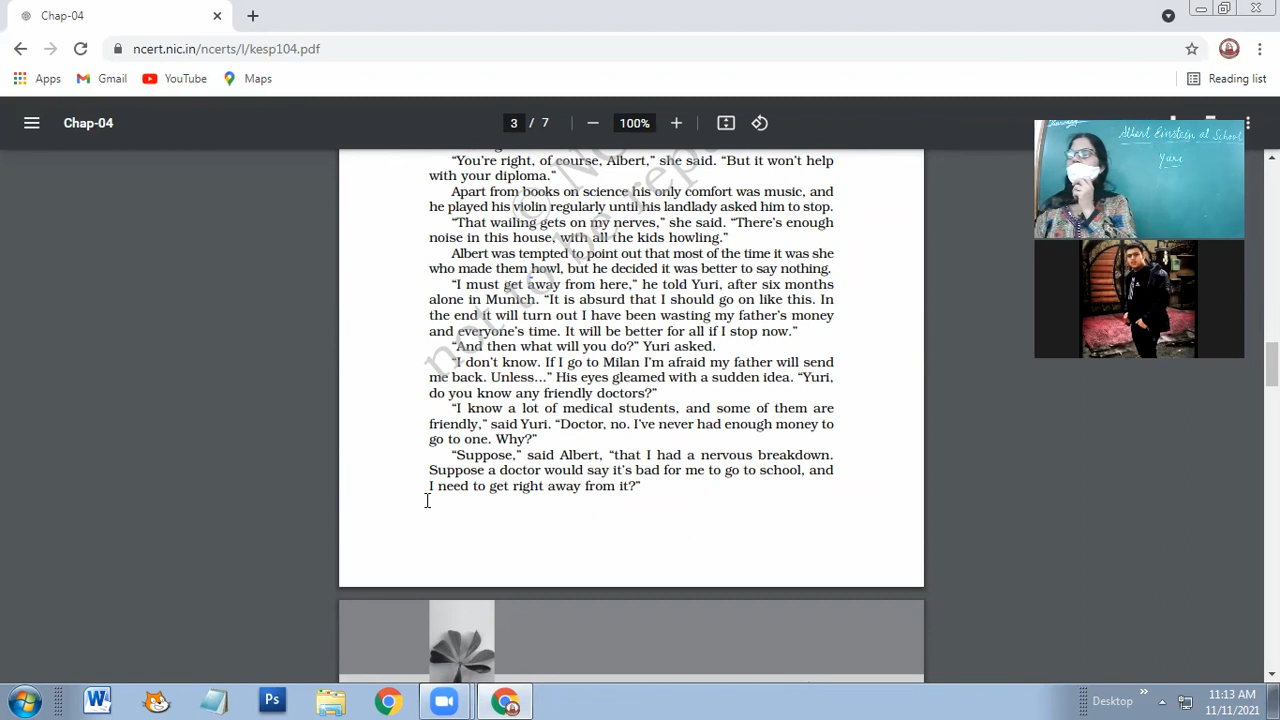 Chap-04
ncert.nic.in/ncerts/l/kesp104.pdf
Apps
Gmail
YouTube
Maps
Reading list
Chap-04
3 / 7
100%
Albert Einstein at School
Yuri
“You're right, of course, Albert,” she said. “But it won't help
with your diploma.”
Apart from books on science his only comfort was music, and
he played his violin regularly until his landlady asked him to stop.
“That wailing gets on my nerves,” she said. “There's enough
noise in this house, with all the kids howling.”
Albert was tempted to point out that most of the time it was she
who made them howl, but he decided it was better to say nothing.
“I must get away from here,” he told Yuri, after six months
alone in Munich. “It is absurd that I should go on like this. In
the end it will turn out I have been wasting my father's money
and everyone's time. It will be better for all if I stop now.”
“And then what will you do?” Yuri asked.
“I don't know. If I go to Milan I'm afraid my father will send
me back. Unless...” His eyes gleamed with a sudden idea. “Yuri,
do you know any friendly doctors?”
“I know a lot of medical students, and some of them are
friendly,” said Yuri. “Doctor, no. I've never had enough money to
go to one. Why?”
“Suppose,” said Albert, “that I had a nervous breakdown.
Suppose a doctor would say it's bad for me to go to school, and
I need to get right away from it?”
not to be rep
Ps
Desktop
11:13 AM
11/11/2021